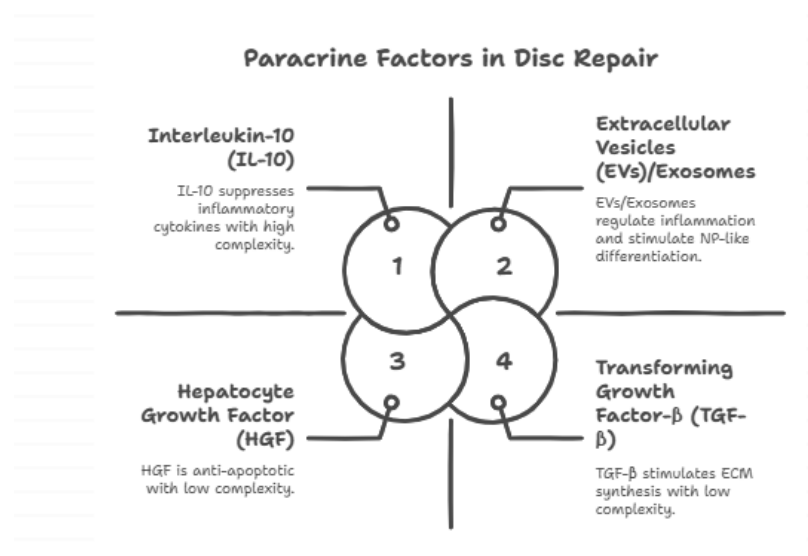 Paracrine Factors in Disc Repair
Interleukin-10
(IL-10)
IL-10 suppresses
inflammatory
cytokines with high
complexity.
Extracellular
Vesicles
(EVs)/Exosomes
EVs/Exosomes
regulate inflammation
and stimulate NP-like
differentiation.
1
2
3
4
Hepatocyte
Growth Factor
(HGF)
HGF is anti-apoptotic
with low complexity.
Transforming
Growth
Factor-β (TGF-
β)
TGF-β stimulates ECM
synthesis with low
complexity.